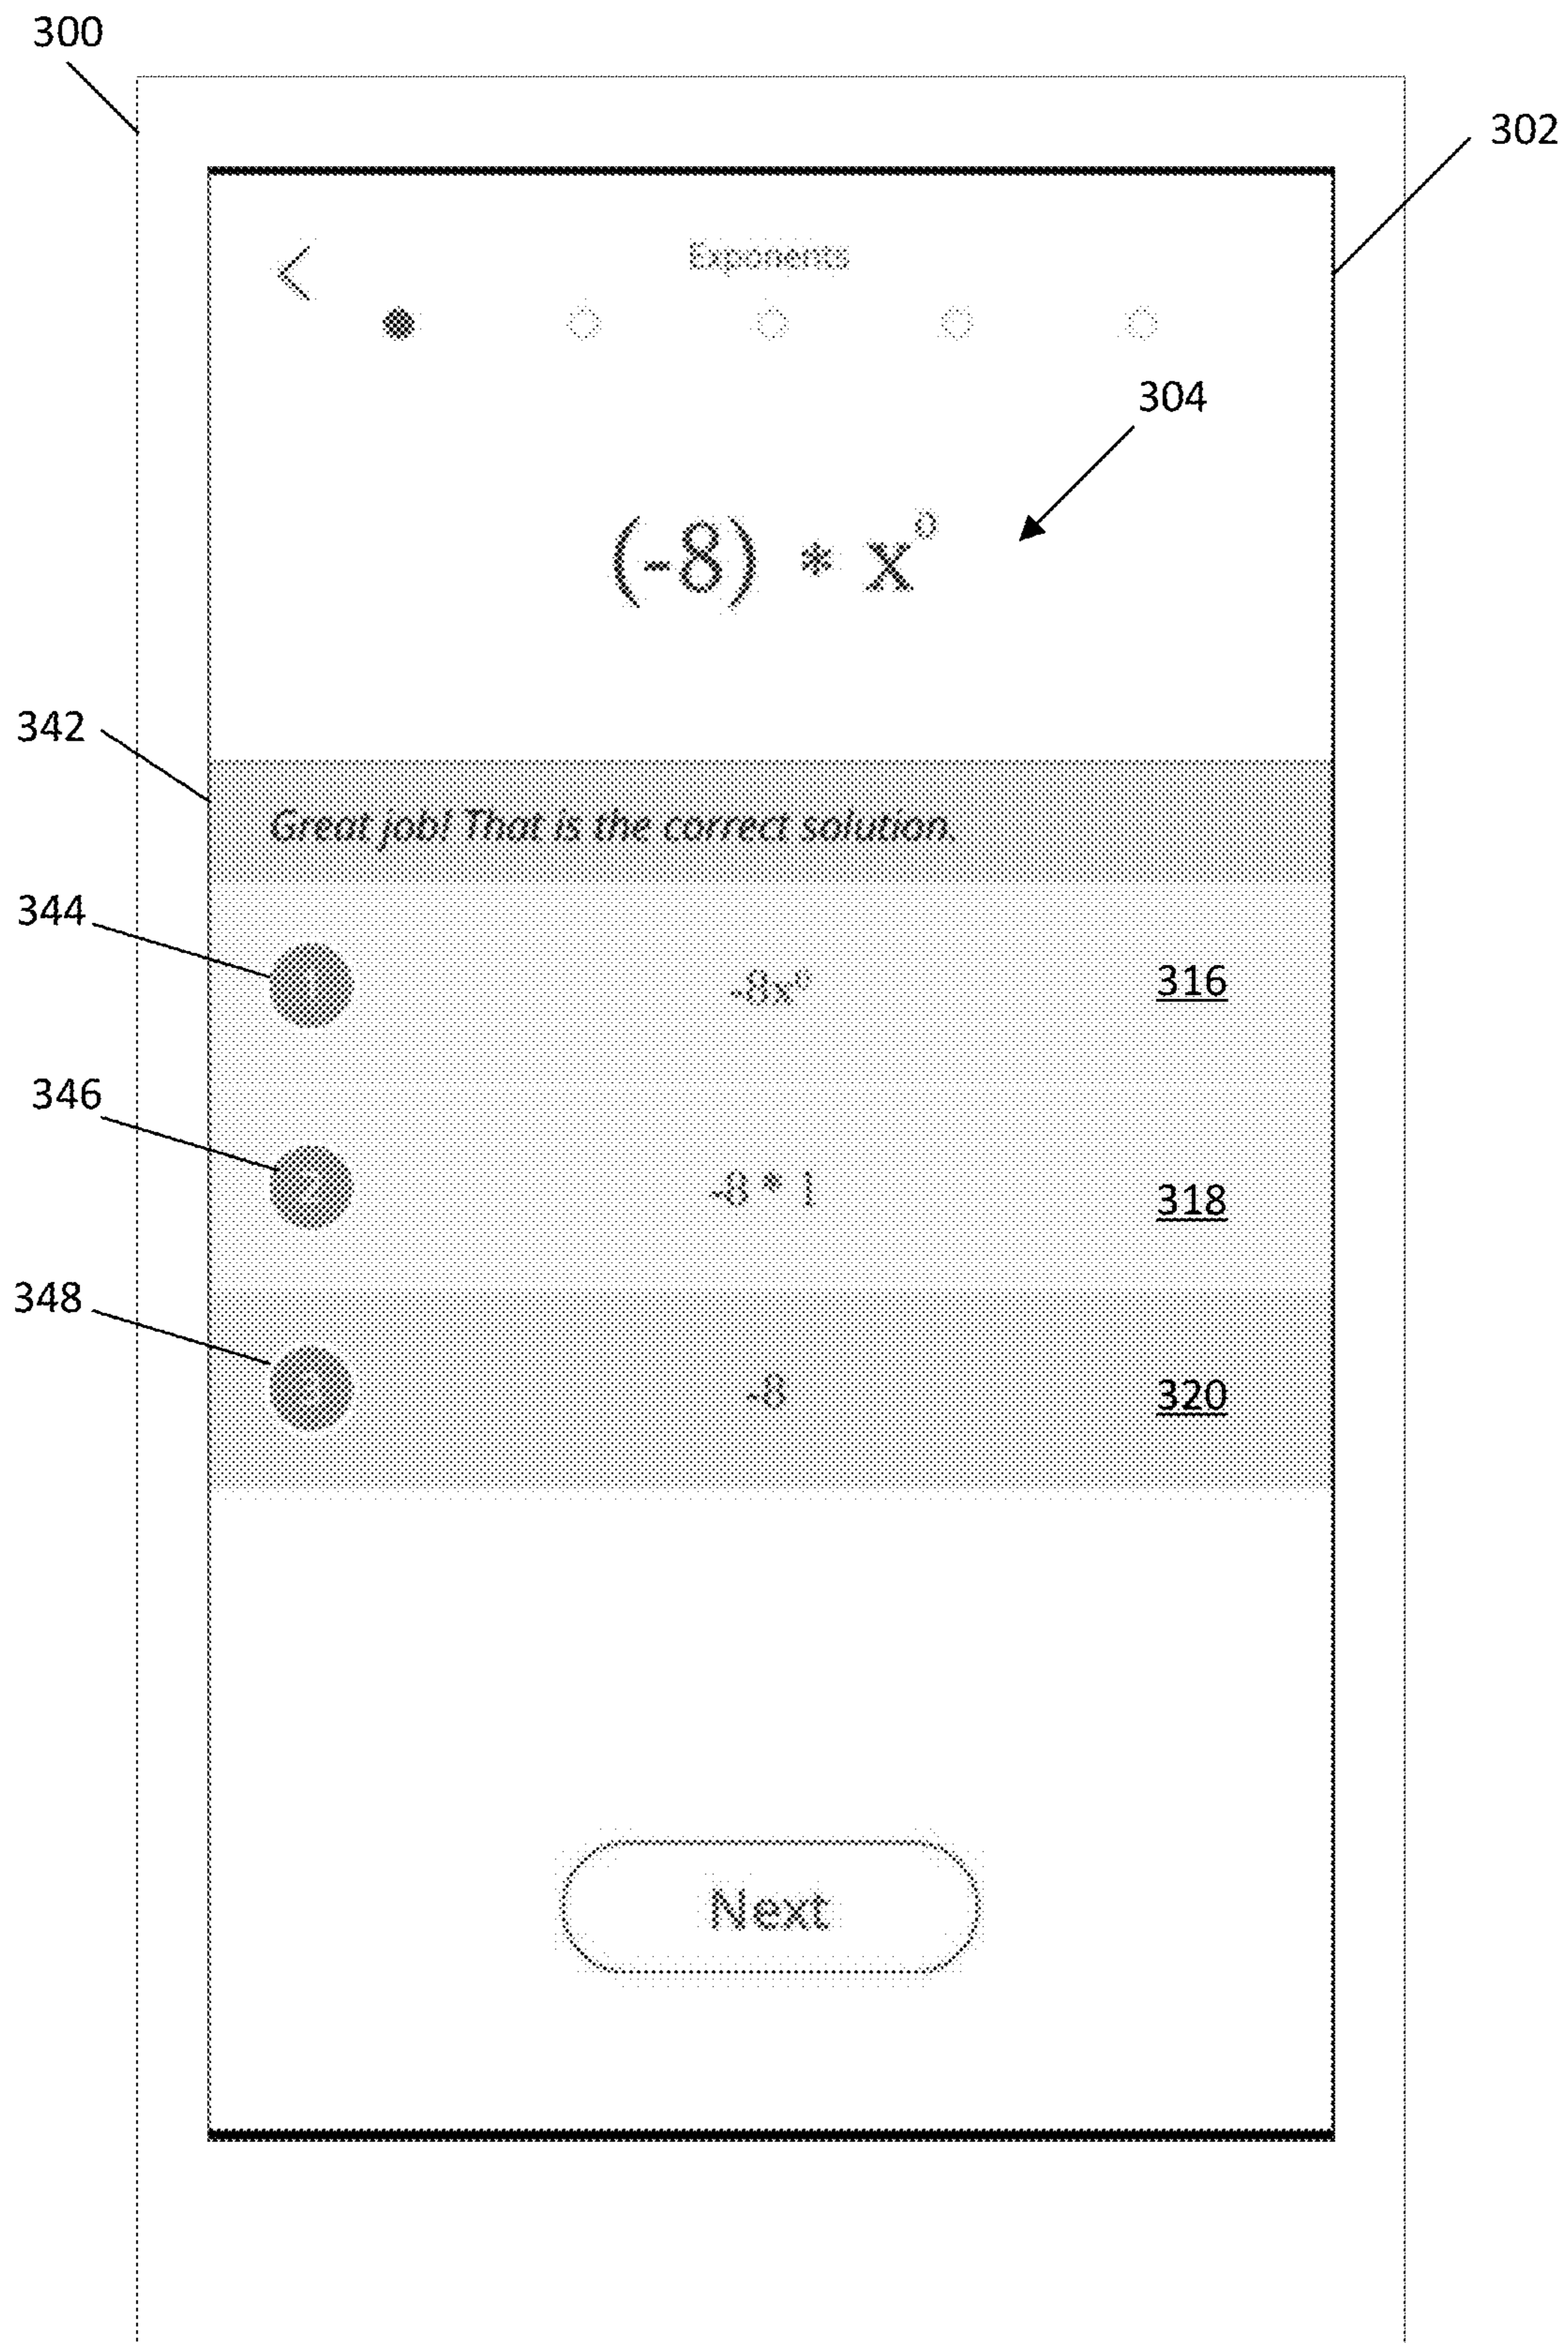 300
302
Exponents
304
(-8) * x⁰
342
Great job! That is the correct solution.
344
-8x⁰
316
346
2
-8 * 1
318
348
-8
320
Next